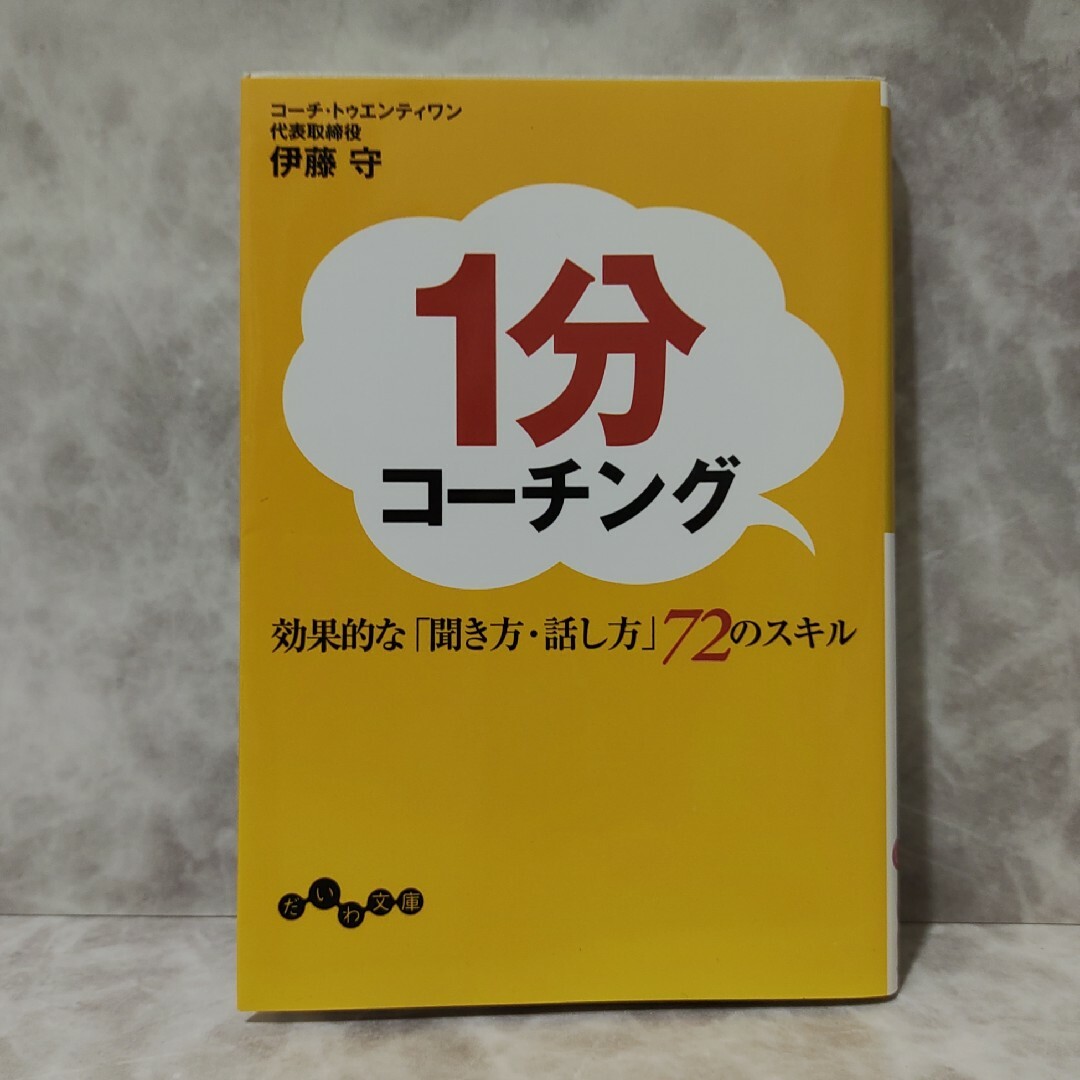 コーチ・トゥエンティワン
代表取締役
伊藤 守
1分
コーチング
効果的な「聞き方・話し方」72のスキル
だいわ文庫